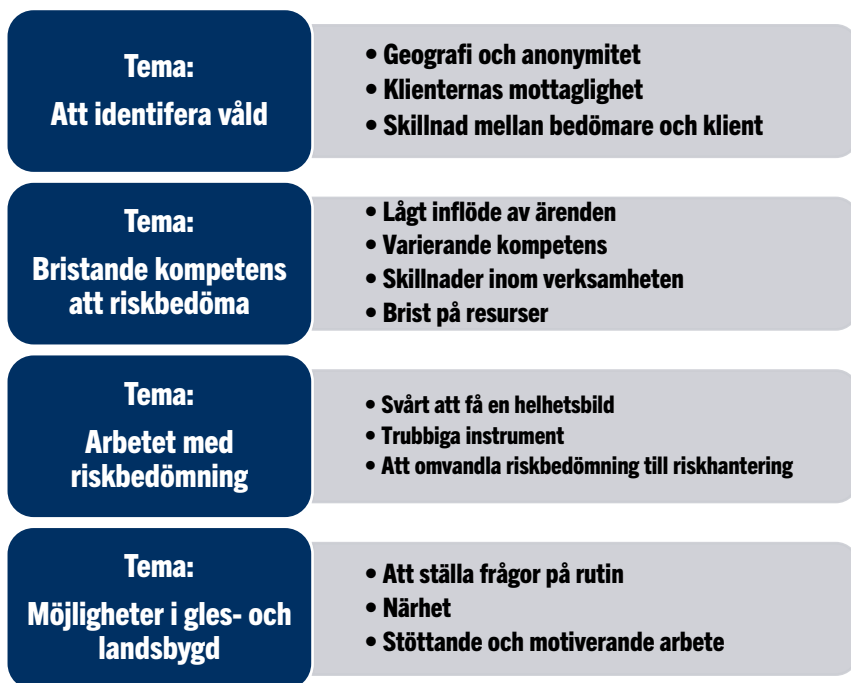 Tema:
Att identifera våld
• Geografi och anonymitet
• Klienternas mottaglighet
• Skillnad mellan bedömare och klient
Tema:
Bristande kompetens
att riskbedöma
• Lågt inflöde av ärenden
• Varierande kompetens
• Skillnader inom verksamheten
• Brist på resurser
Tema:
Arbetet med
riskbedömning
• Svårt att få en helhetsbild
• Trubbiga instrument
• Att omvandla riskbedömning till riskhantering
Tema:
Möjligheter i gles- och
landsbygd
• Att ställa frågor på rutin
• Närhet
• Stöttande och motiverande arbete